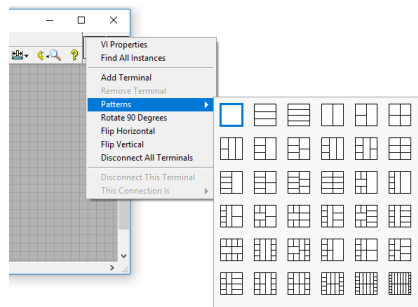 VI Properties
Find All Instances
Add Terminal
Remove Terminal
Patterns
Rotate 90 Degrees
Flip Horizontal
Flip Vertical
Disconnect All Terminals
Disconnect This Terminal
This Connection Is